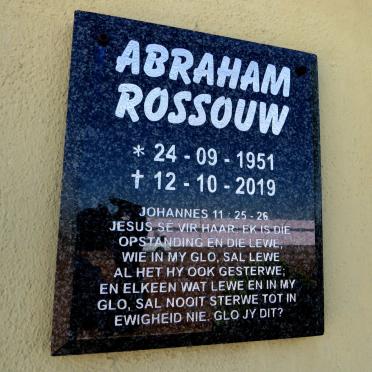 ABRAHAM
ROSSOUW
* 24 - 09 - 1951
✝ 12 - 10 - 2019
JOHANNES 11 : 25 - 26
JESUS SE VIR HAAR: EK IS DIE
OPSTANDING EN DIE LEWE,
WIE IN MY GLO, SAL LEWE
AL HET HY OOK GESTERWE;
EN ELKEEN WAT LEWE EN IN MY
GLO, SAL NOOIT STERWE TOT IN
EWIGHEID NIE. GLO JY DIT?